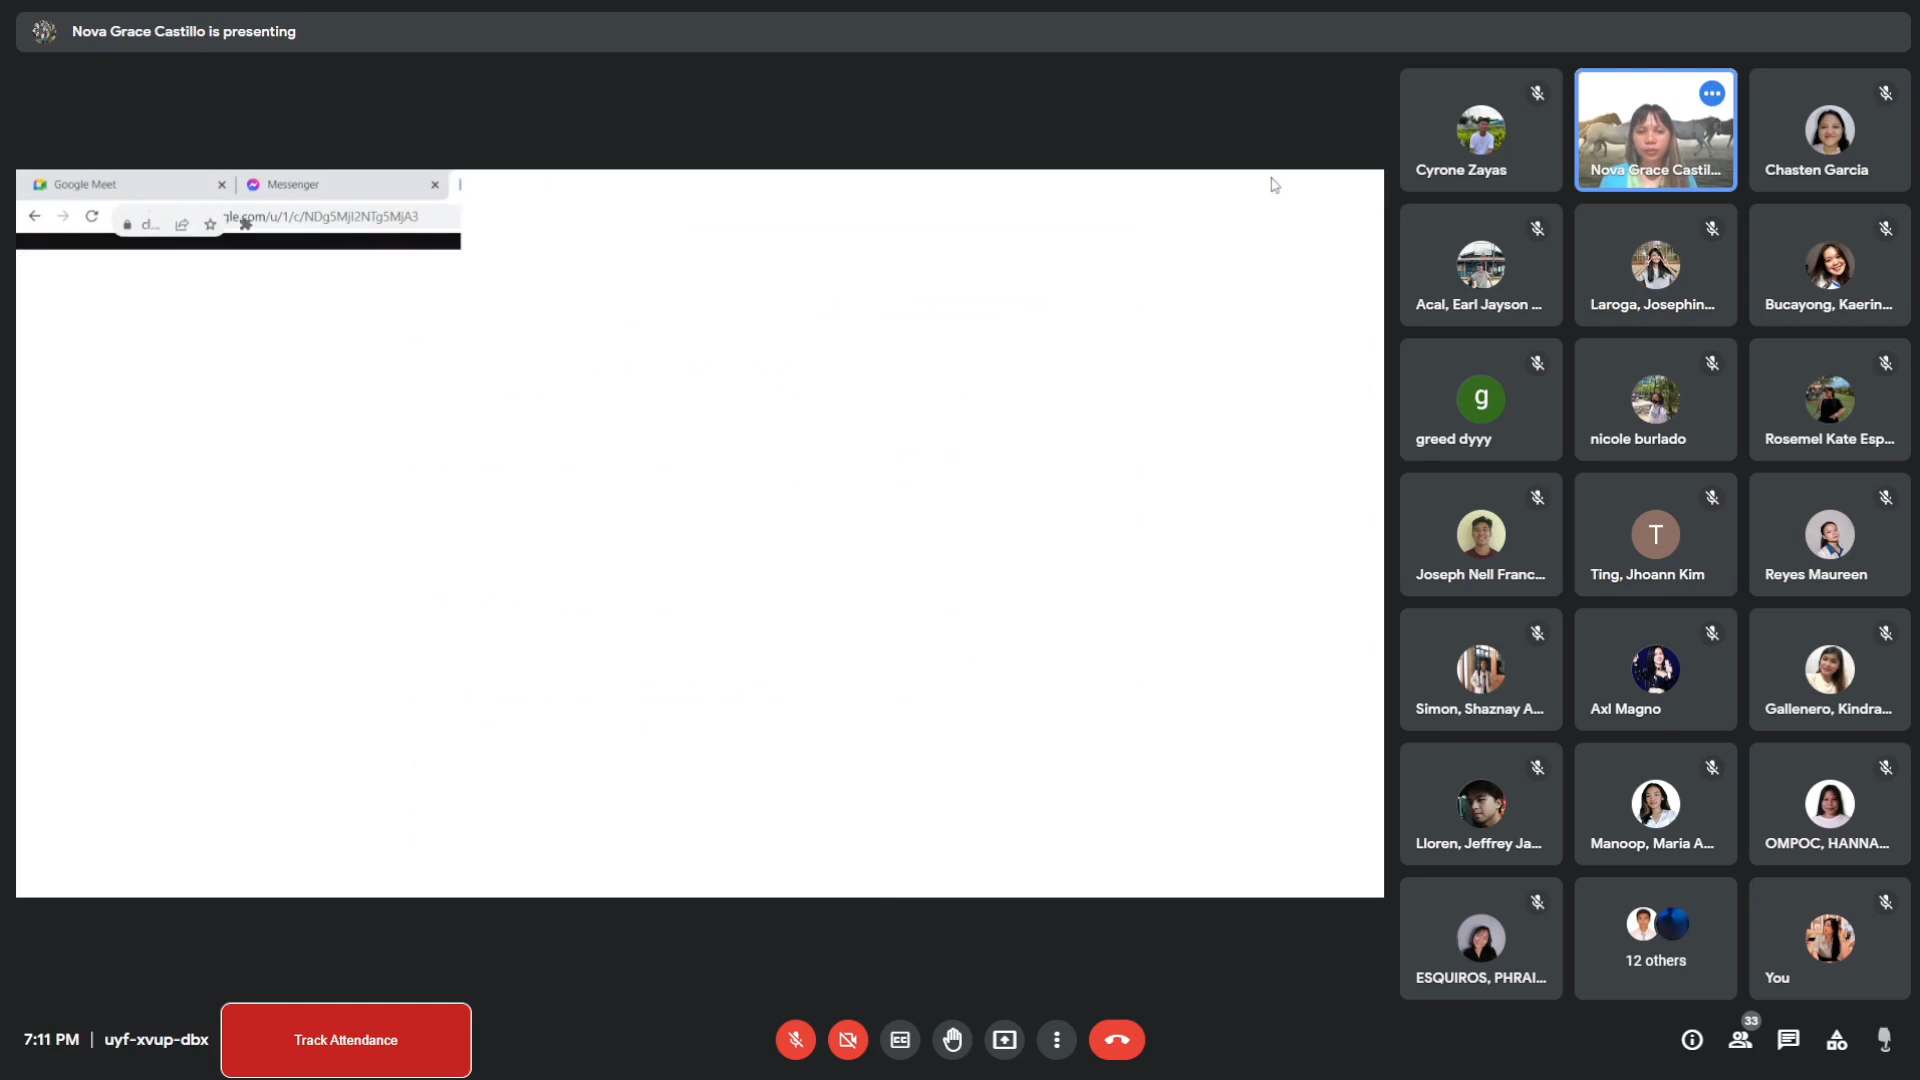 Nova Grace Castillo is presenting
Google Meet
Messenger
cl...
gle.com/u/1/c/NDg5MjI2NTg5MjA3
Cyrone Zayas
Nova Grace Castil...
Chasten Garcia
Acal, Earl Jayson ...
Laroga, Josephin...
Bucayong, Kaerin...
g
greed dyyy
nicole burlado
Rosemel Kate Esp...
Joseph Nell Franc...
T
Ting, Jhoann Kim
Reyes Maureen
Simon, Shaznay A...
Axl Magno
Gallenero, Kindra...
Lloren, Jeffrey Ja...
Manoop, Maria A...
OMPOC, HANNA...
ESQUIROS, PHRAI...
12 others
You
7:11 PM | uyf-xvup-dbx
Track Attendance
33